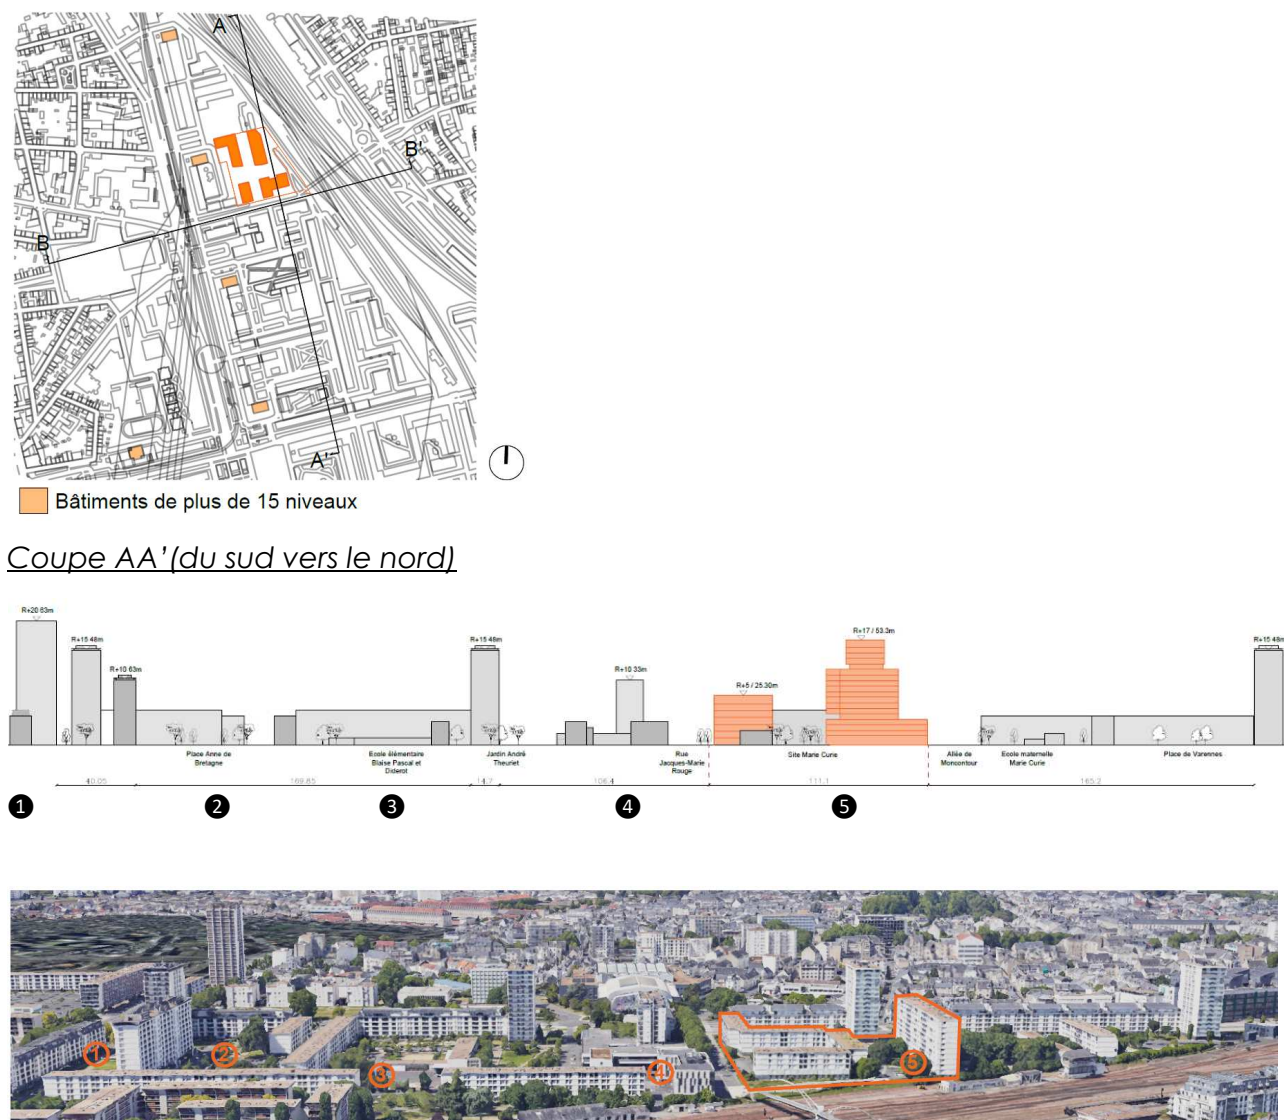 A
B'
B
A'
Bâtiments de plus de 15 niveaux
Coupe AA'(du sud vers le nord)
R+20 63m
R+15 48m
R+10 63m
R+15 48m
R+10 33m
R+5 / 25.30m
R+17 / 53.3m
R+15 48m
Place Anne de
Bretagne
Ecole élémentaire
Blaise Pascal et
Diderot
Jardin André
Theuriet
Rue
Jacques-Marie
Rouge
Site Marie Curie
Allée de
Moncontour
Ecole maternelle
Marie Curie
Place de Varennes
40.05
169.85
14.7
106.4
111.1
165.2
1
2
3
4
5
1
2
3
4
5